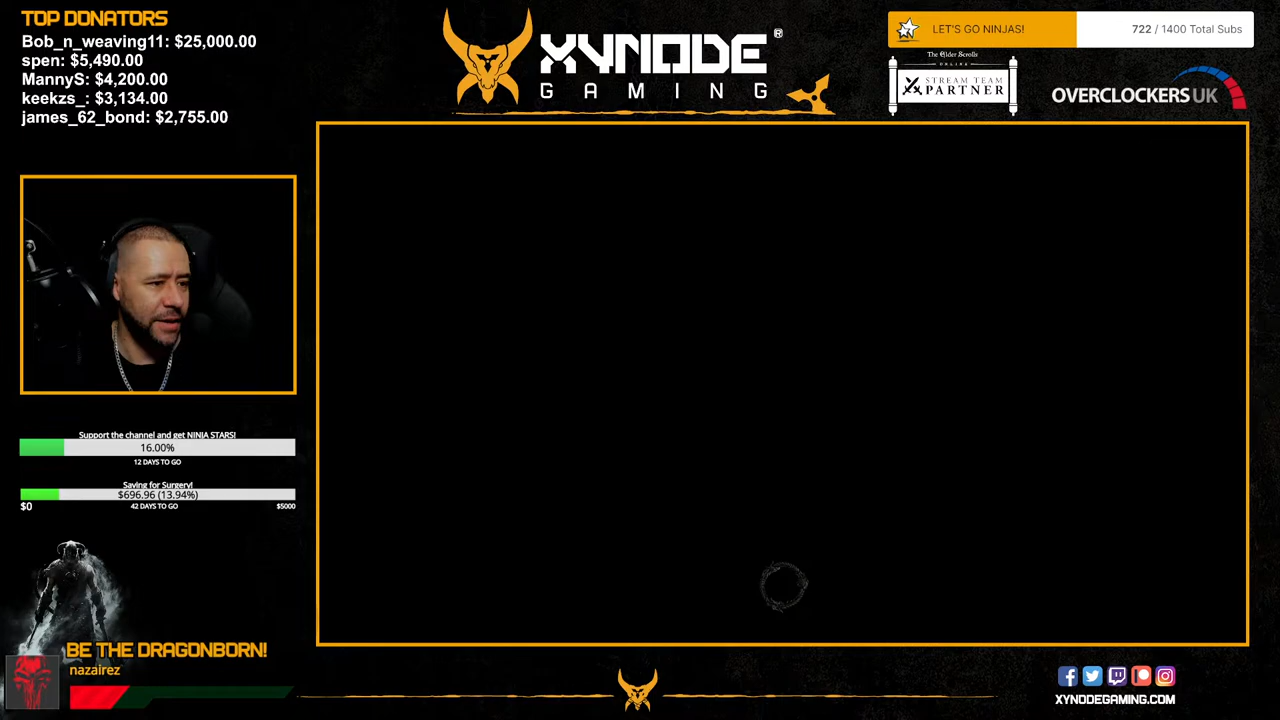 TOP DONATORS
Bob_n_weaving11: $25,000.00
spen: $5,490.00
MannyS: $4,200.00
keekzs_: $3,134.00
james_62_bond: $2,755.00
XYNODE®
GAMING
LET'S GO NINJAS!
722 / 1400 Total Subs
The Elder Scrolls
ONLINE
STREAM TEAM
PARTNER
OVERCLOCKERS UK
Support the channel and get NINJA STARS!
16.00%
12 DAYS TO GO
Saving for Surgery!
$696.96 (13.94%)
$0
42 DAYS TO GO
$5000
BE THE DRAGONBORN!
nazairez
XYNODEGAMING.COM